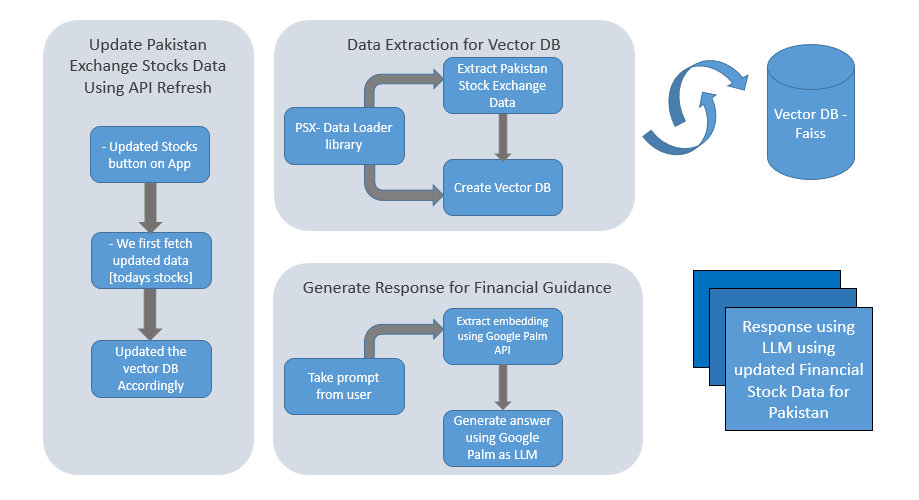 Update Pakistan
Exchange Stocks Data
Using API Refresh
- Updated Stocks
button on App
- We first fetch
updated data
[todays stocks]
Updated the
vector DB
Accordingly
Data Extraction for Vector DB
PSX- Data Loader
library
Extract Pakistan
Stock Exchange
Data
Create Vector DB
Vector DB -
Faiss
Generate Response for Financial Guidance
Take prompt
from user
Extract embedding
using Google Palm
API
Generate answer
using Google
Palm as LLM
Response using
LLM using
updated Financial
Stock Data for
Pakistan